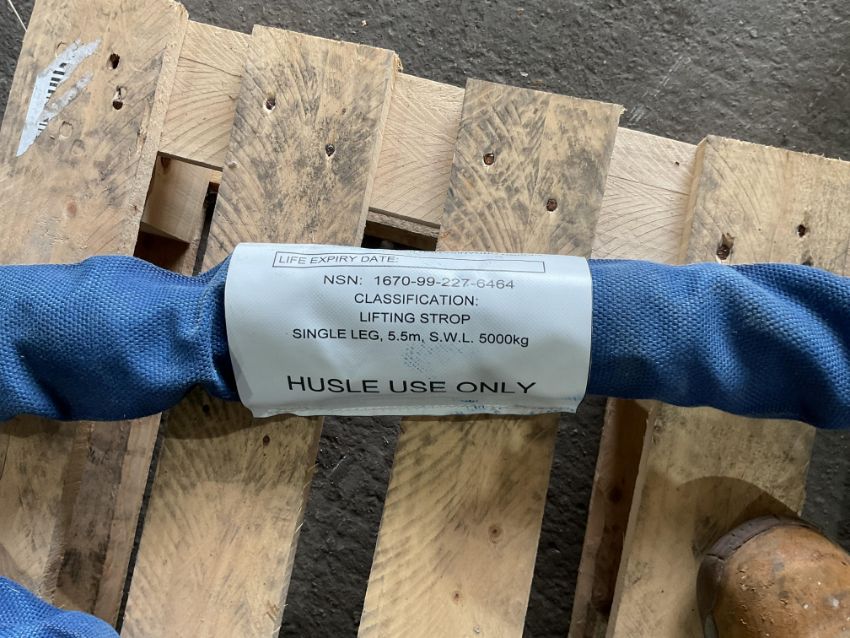 LIFE EXPIRY DATE:
NSN: 1670-99-227-6464
CLASSIFICATION:
LIFTING STROP
SINGLE LEG, 5.5m, S.W.L. 5000kg
HUSLE USE ONLY